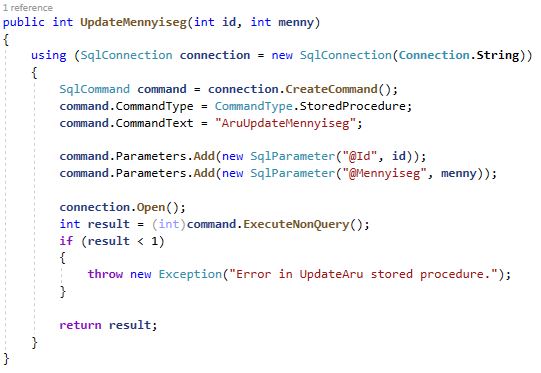 1 reference
public int UpdateMennyiseg(int id, int menny)
{
    using (SqlConnection connection = new SqlConnection(Connection.String))
    {
        SqlCommand command = connection.CreateCommand();
        command.CommandType = CommandType.StoredProcedure;
        command.CommandText = "AruUpdateMennyiseg";

        command.Parameters.Add(new SqlParameter("@Id", id));
        command.Parameters.Add(new SqlParameter("@Mennyiseg", menny));

        connection.Open();
        int result = (int)command.ExecuteNonQuery();
        if (result < 1)
        {
            throw new Exception("Error in UpdateAru stored procedure.");
        }

        return result;
    }
}